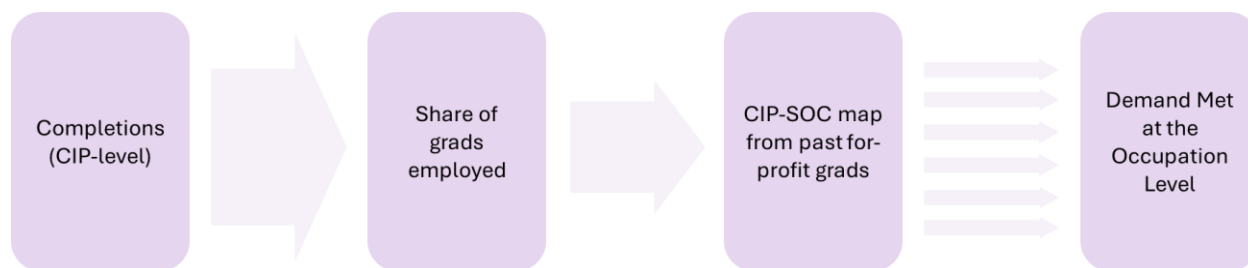 Completions
(CIP-level)
Share of
grads
employed
CIP-SOC map
from past for-
profit grads
Demand Met
at the
Occupation
Level